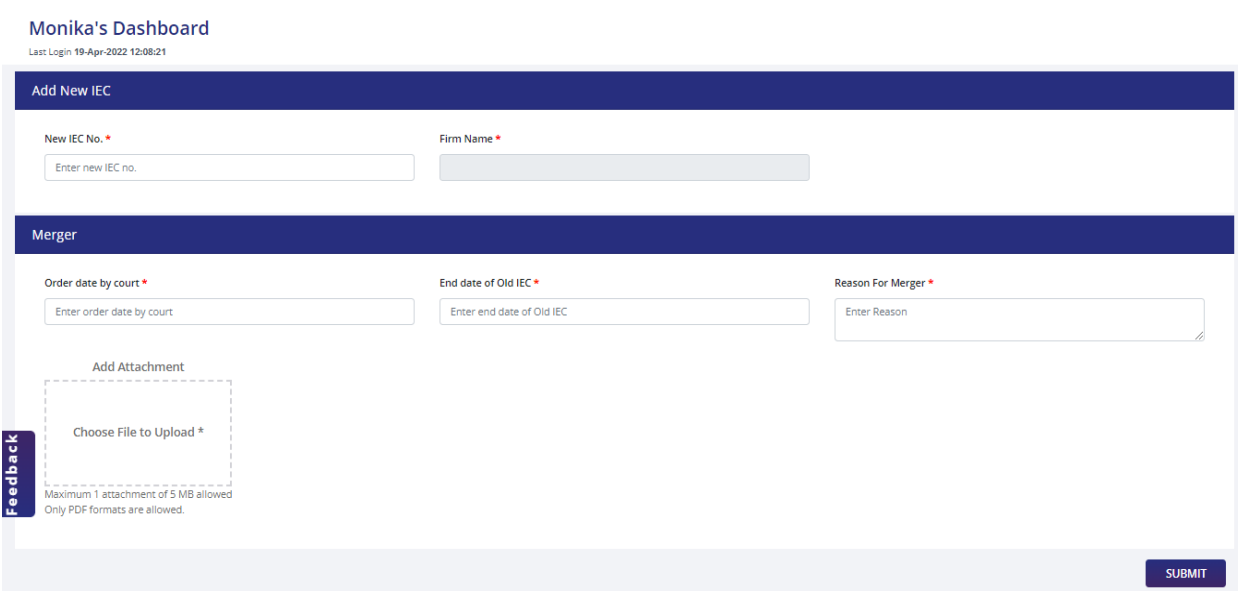 Monika's Dashboard
Last Login 19-Apr-2022 12:08:21
Add New IEC
New IEC No. *
Firm Name *
Enter new IEC no.
Merger
Order date by court *
End date of Old IEC *
Reason For Merger *
Enter order date by court
Enter end date of Old IEC
Enter Reason
Add Attachment
Choose File to Upload *
Maximum 1 attachment of 5 MB allowed
Only PDF formats are allowed.
Feedback
SUBMIT